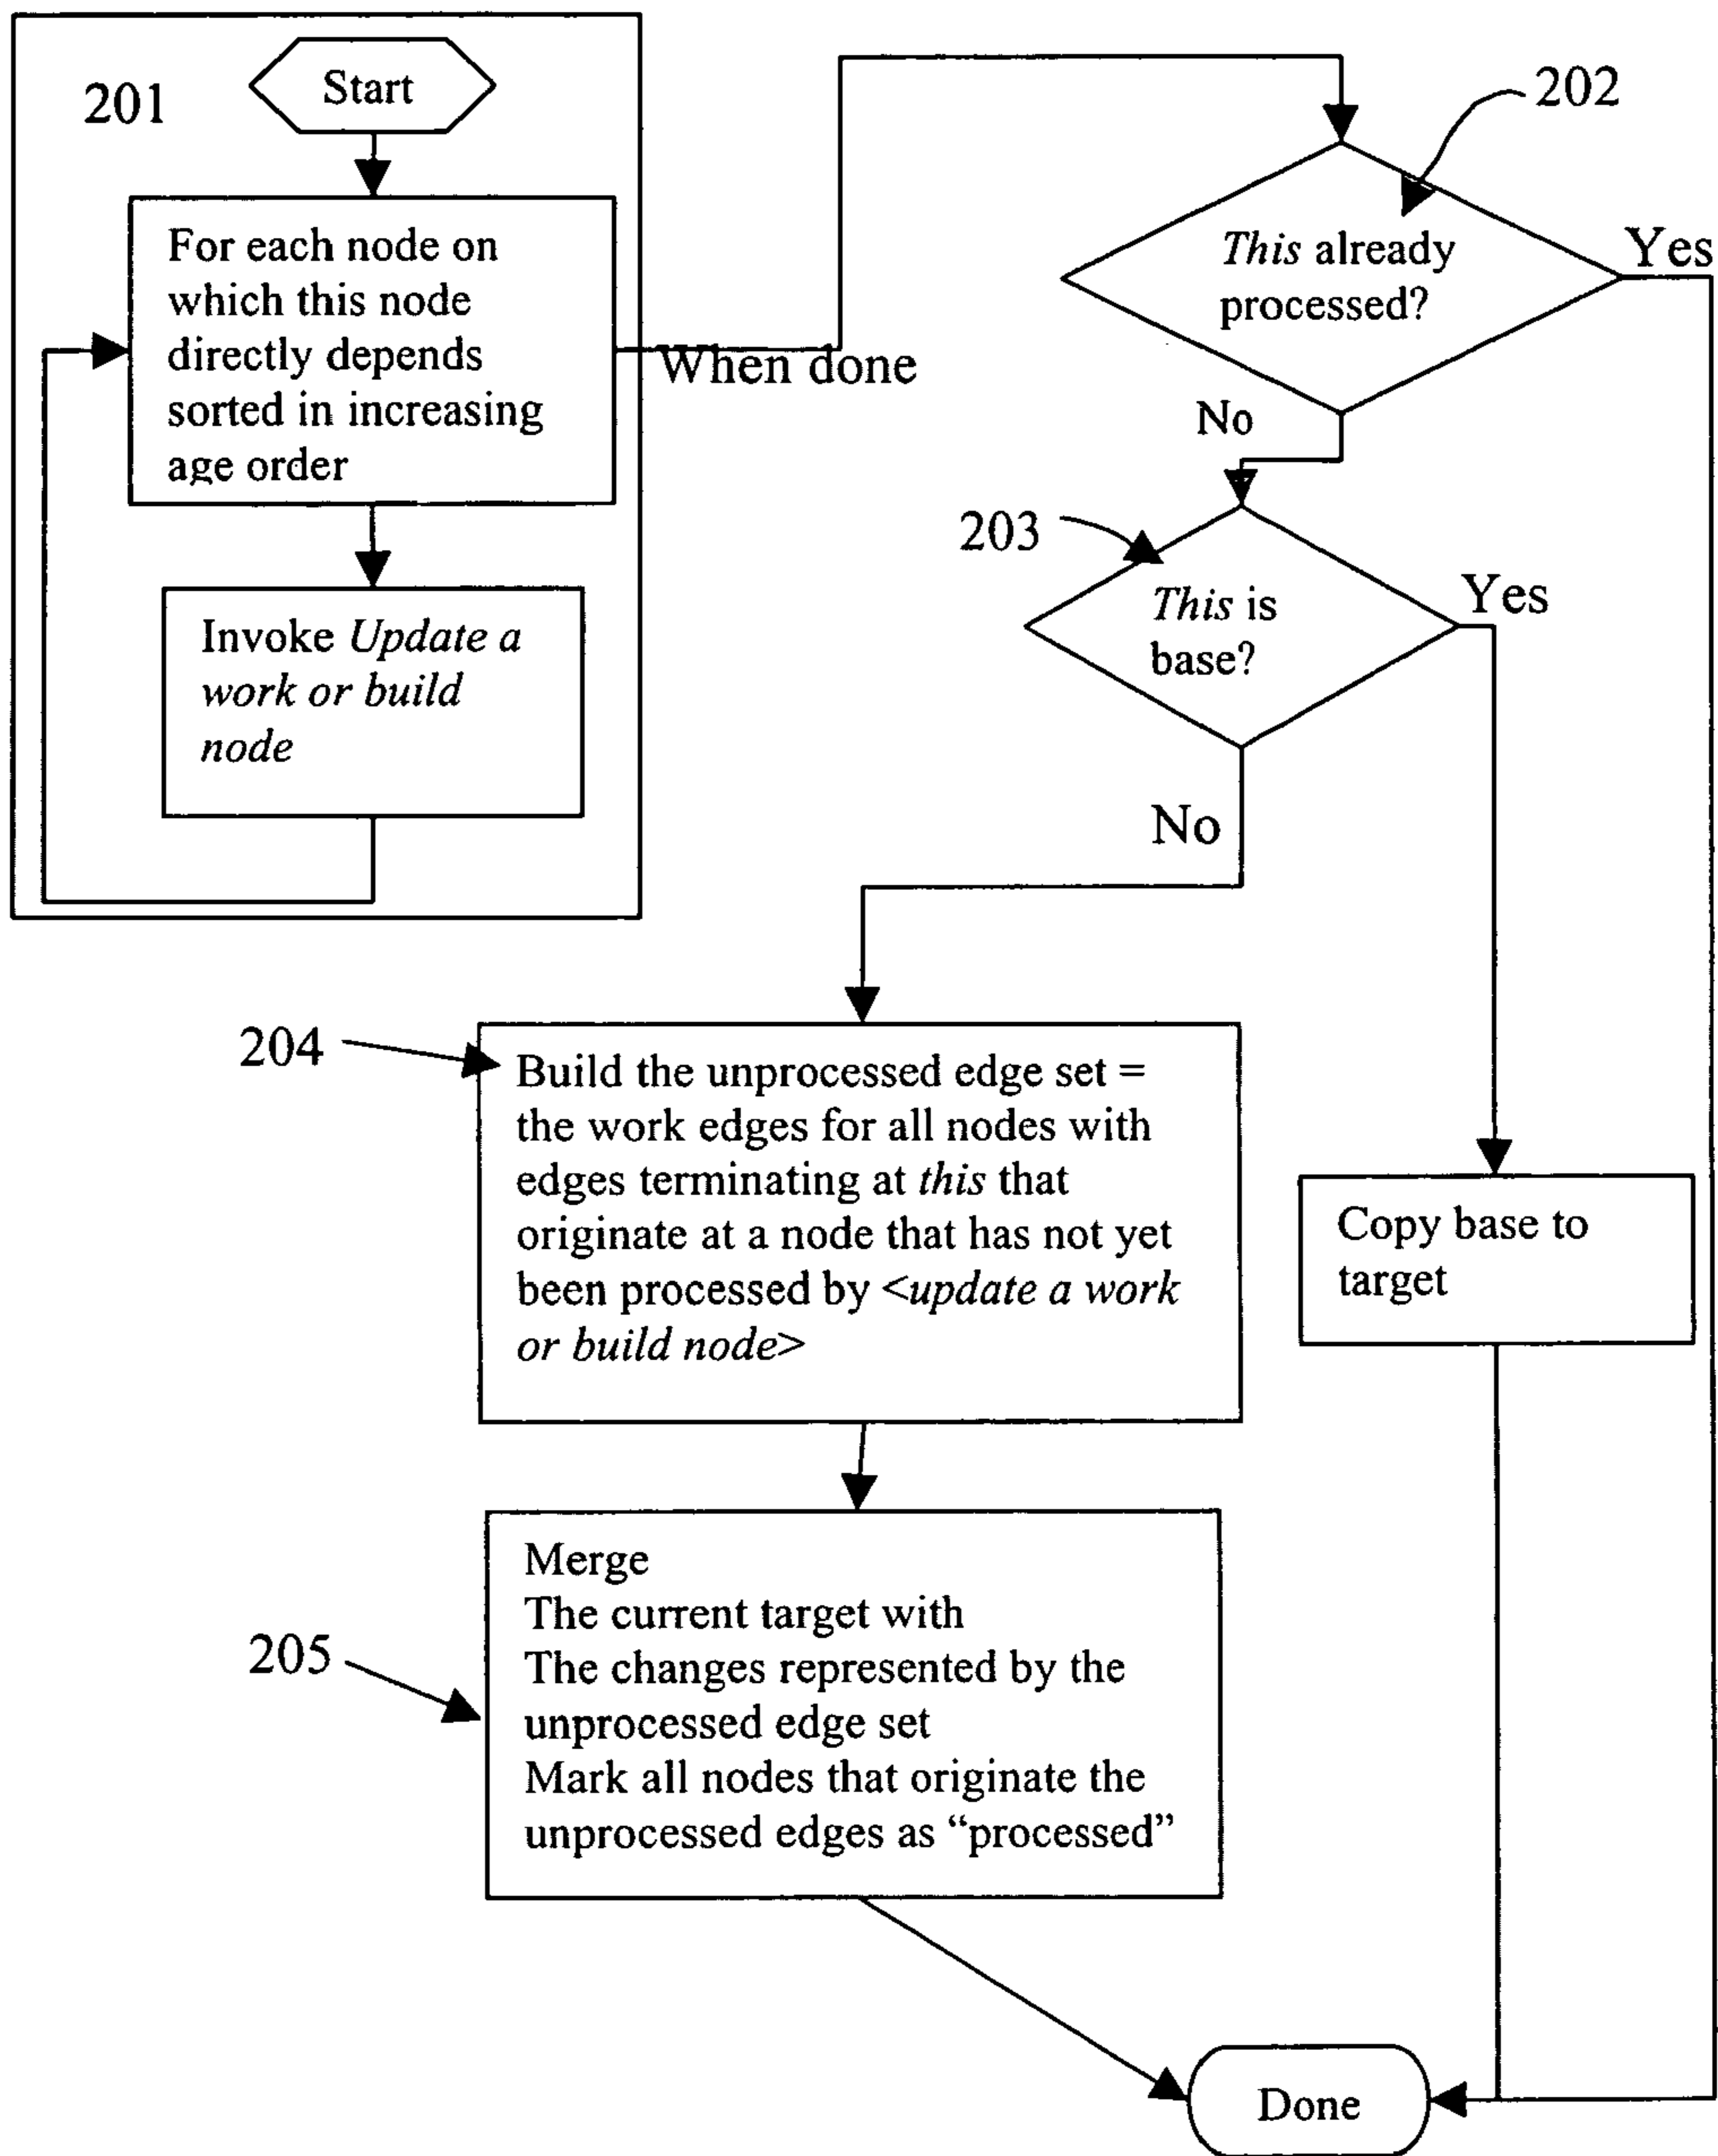 201
Start
For each node on
which this node
directly depends
sorted in increasing
age order
Invoke Update a
work or build
node
When done
202
This already
processed?
Yes
No
203
This is
base?
Yes
No
204
Build the unprocessed edge set =
the work edges for all nodes with
edges terminating at this that
originate at a node that has not yet
been processed by <update a work
or build node>
Copy base to
target
205
Merge
The current target with
The changes represented by the
unprocessed edge set
Mark all nodes that originate the
unprocessed edges as “processed”
Done